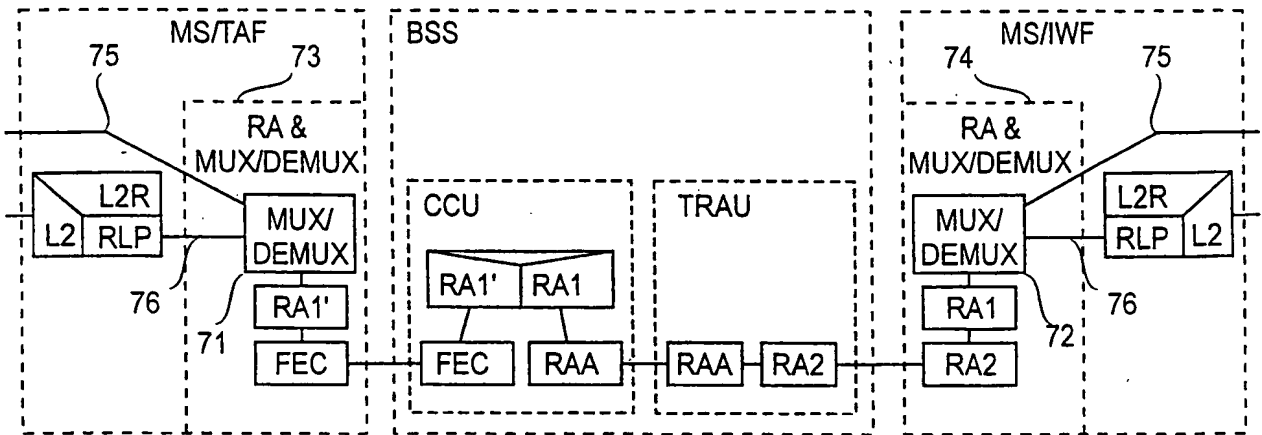 MS/TAF
75
73
RA &
MUX/DEMUX
L2R
L2
RLP
MUX/
DEMUX
76
71
RA1'
FEC
BSS
CCU
RA1'
RA1
FEC
RAA
TRAU
RAA
RA2
MS/IWF
74
75
RA &
MUX/DEMUX
MUX/
DEMUX
L2R
RLP
L2
RA1
72
76
RA2